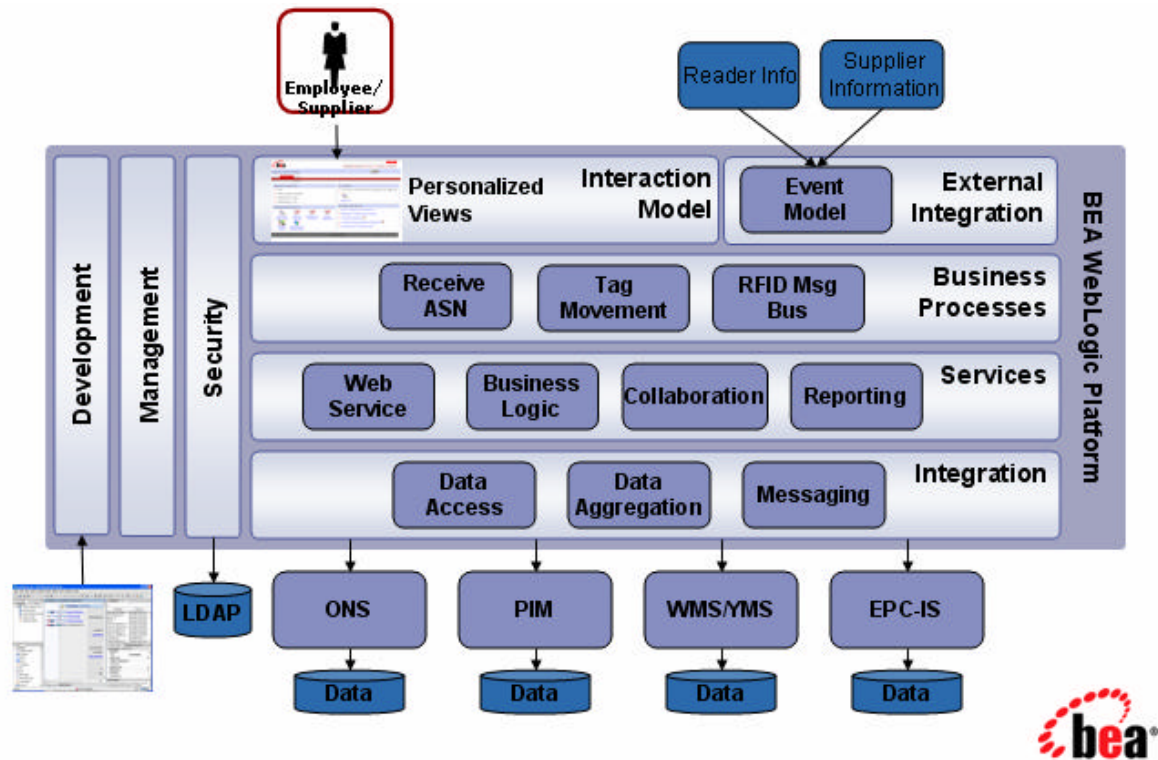 Employee/
Supplier
Reader Info
Supplier
Information
bea
Personalized
Views
Interaction
Model
Event
Model
External
Integration
BEA WebLogic Platform
Development
Management
Security
Receive
ASN
Tag
Movement
RFID Msg
Bus
Business
Processes
Web
Service
Business
Logic
Collaboration
Reporting
Services
Data
Access
Data
Aggregation
Messaging
Integration
LDAP
ONS
PIM
WMS/YMS
EPC-IS
Data
Data
Data
Data
bea®